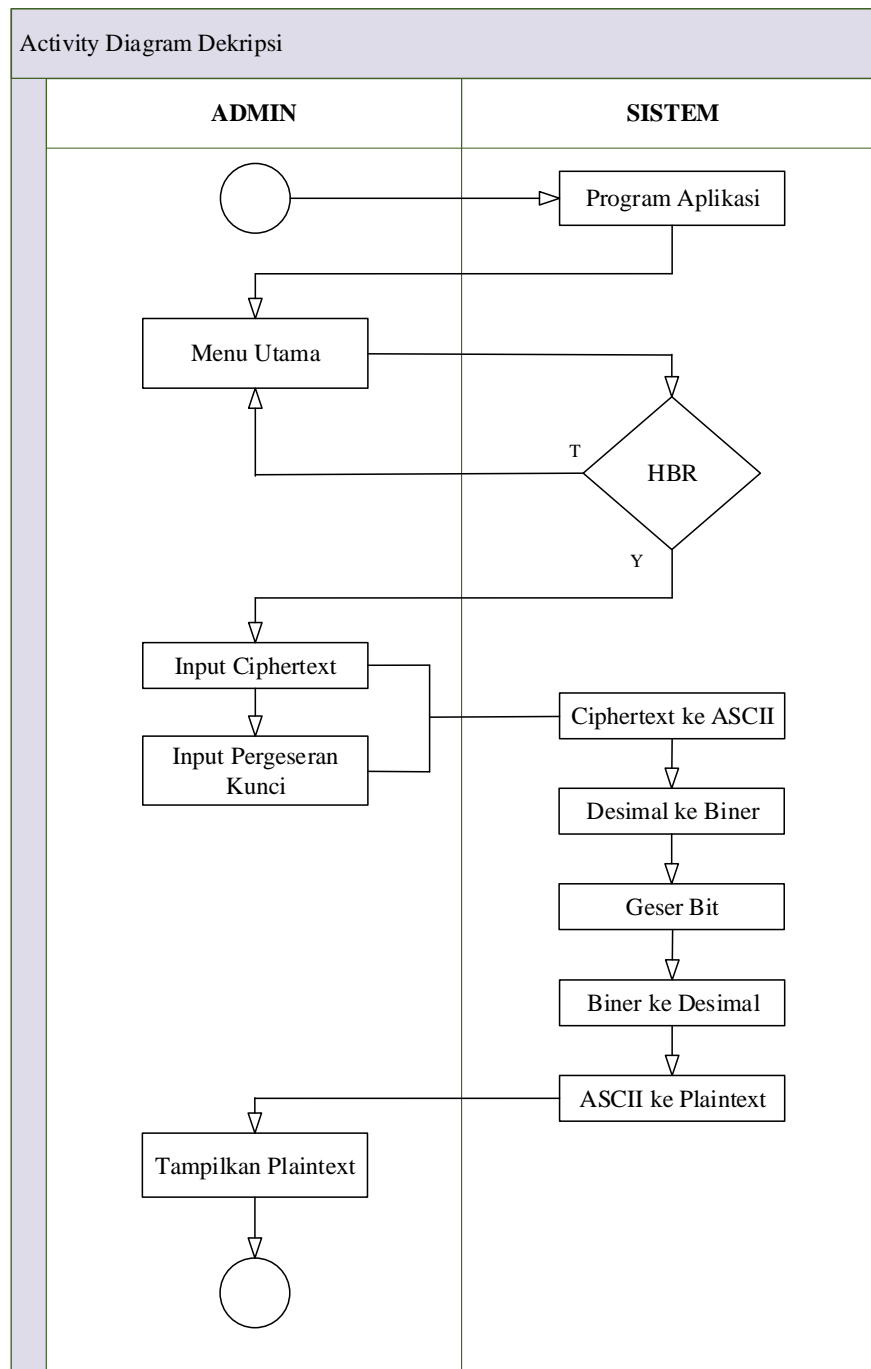 Activity Diagram Dekripsi
ADMIN
SISTEM
Program Aplikasi
Menu Utama
T
HBR
Y
Input Ciphertext
Ciphertext ke ASCII
Input Pergeseran
Kunci
Desimal ke Biner
Geser Bit
Biner ke Desimal
ASCII ke Plaintext
Tampilkan Plaintext